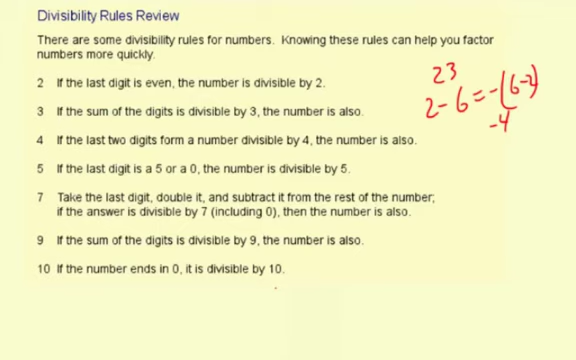 Divisibility Rules Review
There are some divisibility rules for numbers. Knowing these rules can help you factor
numbers more quickly.
2 If the last digit is even, the number is divisible by 2.
3 If the sum of the digits is divisible by 3, the number is also.
4 If the last two digits form a number divisible by 4, the number is also.
5 If the last digit is a 5 or a 0, the number is divisible by 5.
7 Take the last digit, double it, and subtract it from the rest of the number;
if the answer is divisible by 7 (including 0), then the number is also.
9 If the sum of the digits is divisible by 9, the number is also.
10 If the number ends in 0, it is divisible by 10.
23
2-6=-(6-2)
-4